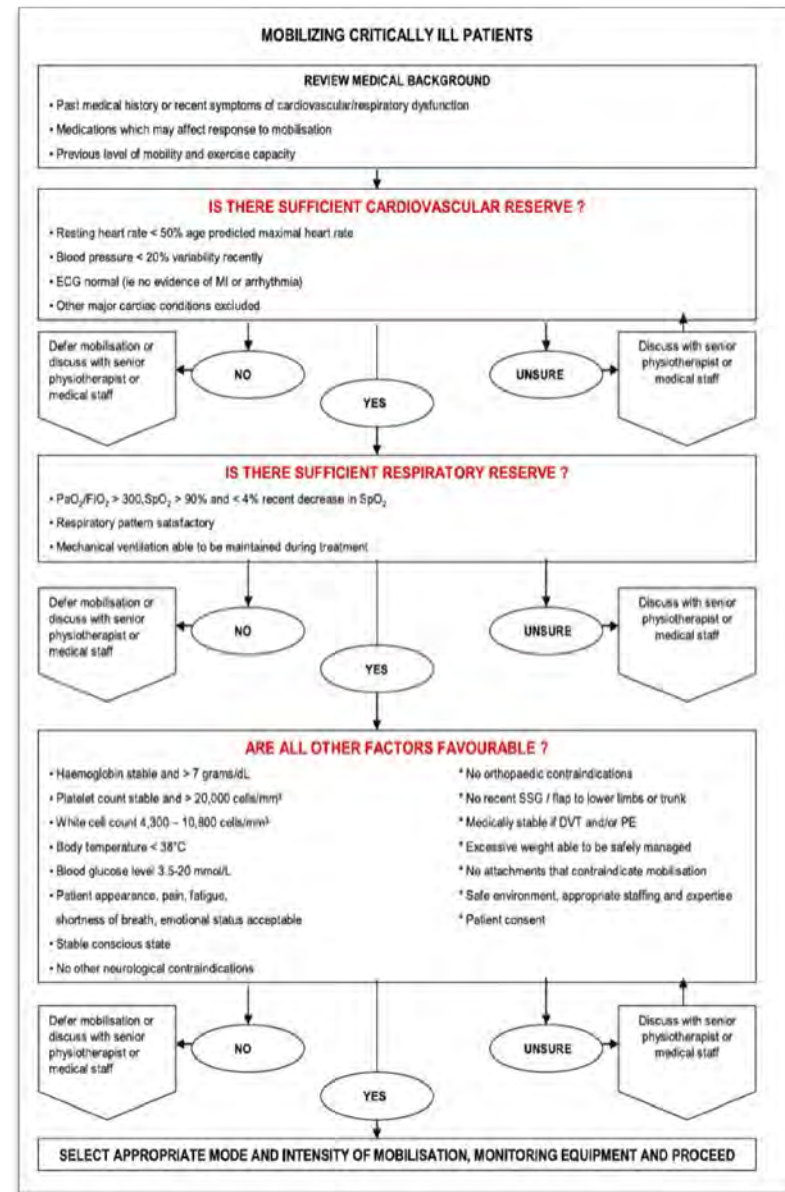 MOBILIZING CRITICALLY ILL PATIENTS
REVIEW MEDICAL BACKGROUND
• Past medical history or recent symptoms of cardiovascular/respiratory dysfunction
• Medications which may affect response to mobilisation
• Previous level of mobility and exercise capacity
IS THERE SUFFICIENT CARDIOVASCULAR RESERVE ?
• Resting heart rate < 50% age predicted maximal heart rate
• Blood pressure < 20% variability recently
• ECG normal (ie no evidence of MI or arrhythmia)
• Other major cardiac conditions excluded
Defer mobilisation or
discuss with senior
physiotherapist or
medical staff
NO
YES
UNSURE
Discuss with senior
physiotherapist or
medical staff
IS THERE SUFFICIENT RESPIRATORY RESERVE ?
• PaO₂/FiO₂ > 300,SpO₂ > 90% and < 4% recent decrease in SpO₂
• Respiratory pattern satisfactory
• Mechanical ventilation able to be maintained during treatment
Defer mobilisation or
discuss with senior
physiotherapist or
medical staff
NO
YES
UNSURE
Discuss with senior
physiotherapist or
medical staff
ARE ALL OTHER FACTORS FAVOURABLE ?
• Haemoglobin stable and > 7 grams/dL
• Platelet count stable and > 20,000 cells/mm³
• White cell count 4,300 – 10,800 cells/mm³
• Body temperature < 38°C
• Blood glucose level 3.5-20 mmol/L
• Patient appearance, pain, fatigue,
shortness of breath, emotional status acceptable
• Stable conscious state
• No other neurological contraindications
* No orthopaedic contraindications
* No recent SSG / flap to lower limbs or trunk
* Medically stable if DVT and/or PE
* Excessive weight able to be safely managed
* No attachments that contraindicate mobilisation
* Safe environment, appropriate staffing and expertise
* Patient consent
Defer mobilisation or
discuss with senior
physiotherapist or
medical staff
NO
YES
UNSURE
Discuss with senior
physiotherapist or
medical staff
SELECT APPROPRIATE MODE AND INTENSITY OF MOBILISATION, MONITORING EQUIPMENT AND PROCEED